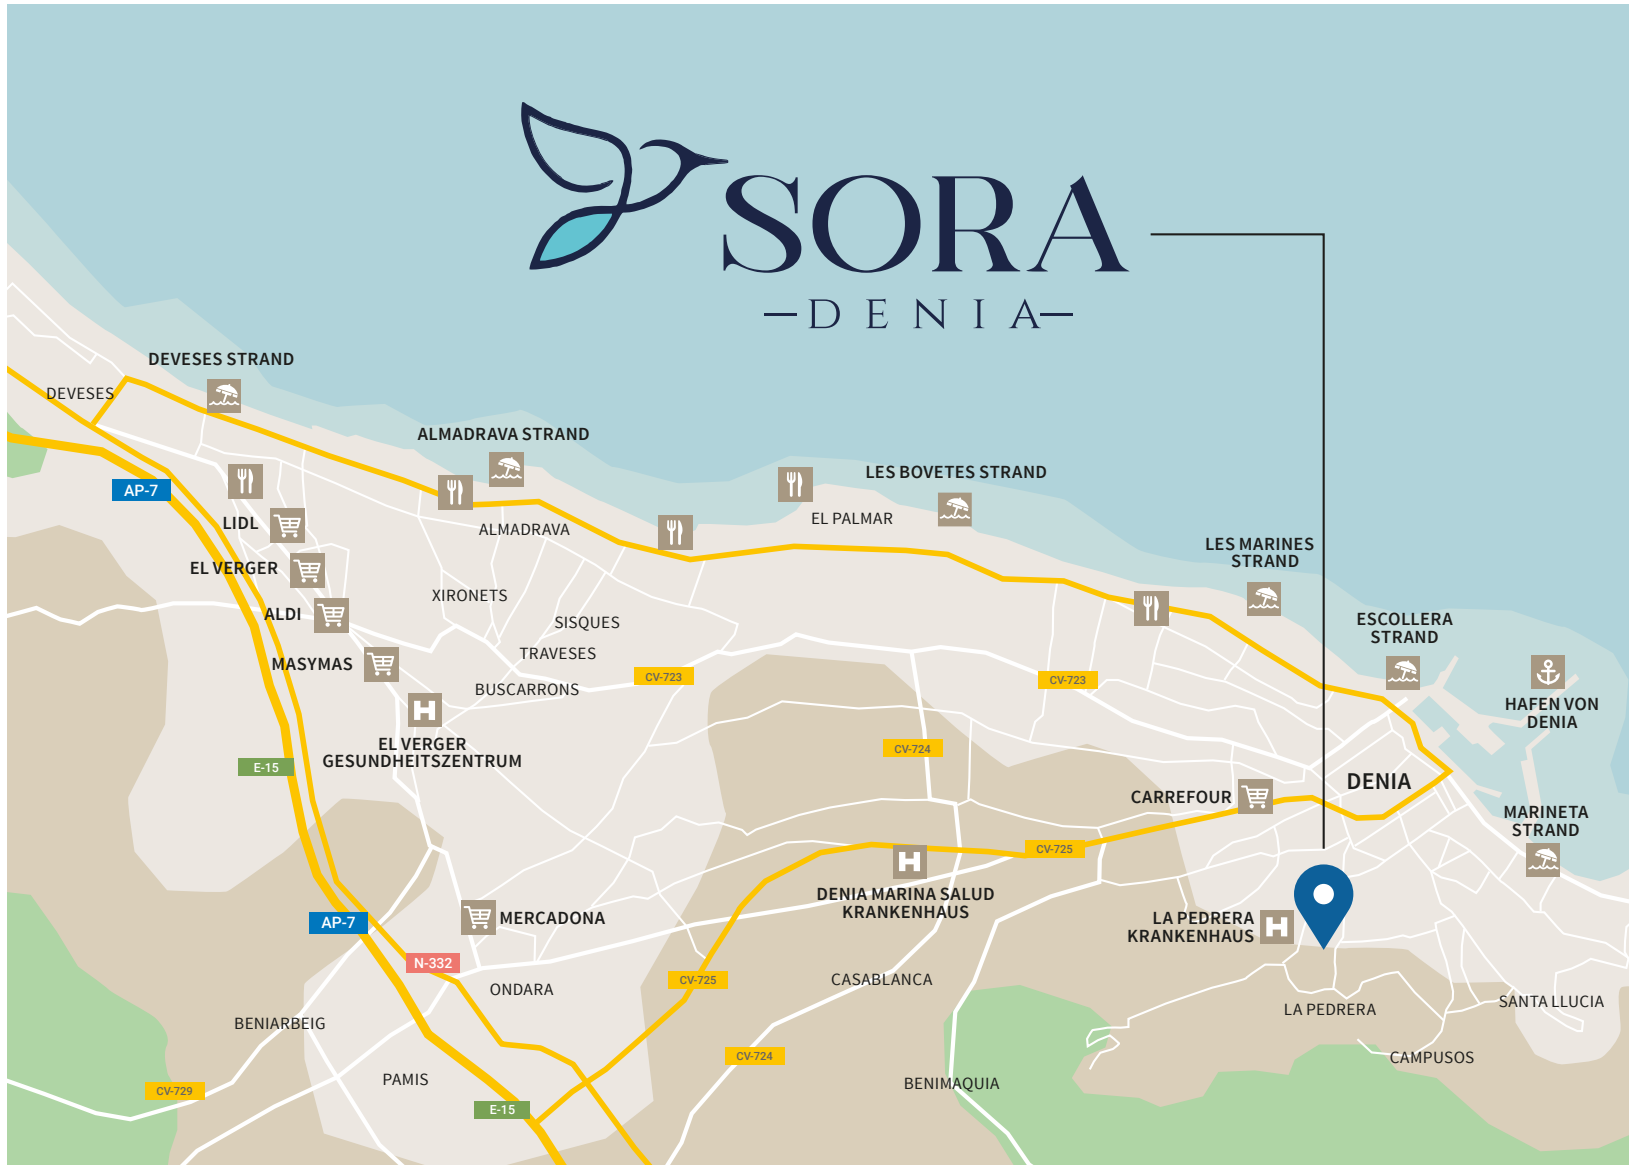 SORA
DENIA
DEVESES STRAND
DEVESES
ALMADRAVA STRAND
LES BOVETES STRAND
AP-7
LIDL
ALMADRAVA
EL PALMAR
LES MARINES
STRAND
EL VERGER
XIRONETS
ALDI
SISQUES
ESCOLLERA
STRAND
TRAVESES
MASYMAS
CV-723
CV-723
BUSCARRONS
H
HAFEN VON
DENIA
EL VERGER
GESUNDHEITSZENTRUM
CV-724
E-15
DENIA
CARREFOUR
MARINETA
STRAND
CV-725
H
DENIA MARINA SALUD
KRANKENHAUS
AP-7
MERCADONA
LA PEDRERA
KRANKENHAUS
H
N-332
CV-725
CASABLANCA
ONDARA
SANTA LLUCIA
LA PEDRERA
BENIARBEIG
CV-724
CAMPUSOS
PAMIS
BENIMAQUIA
CV-729
E-15